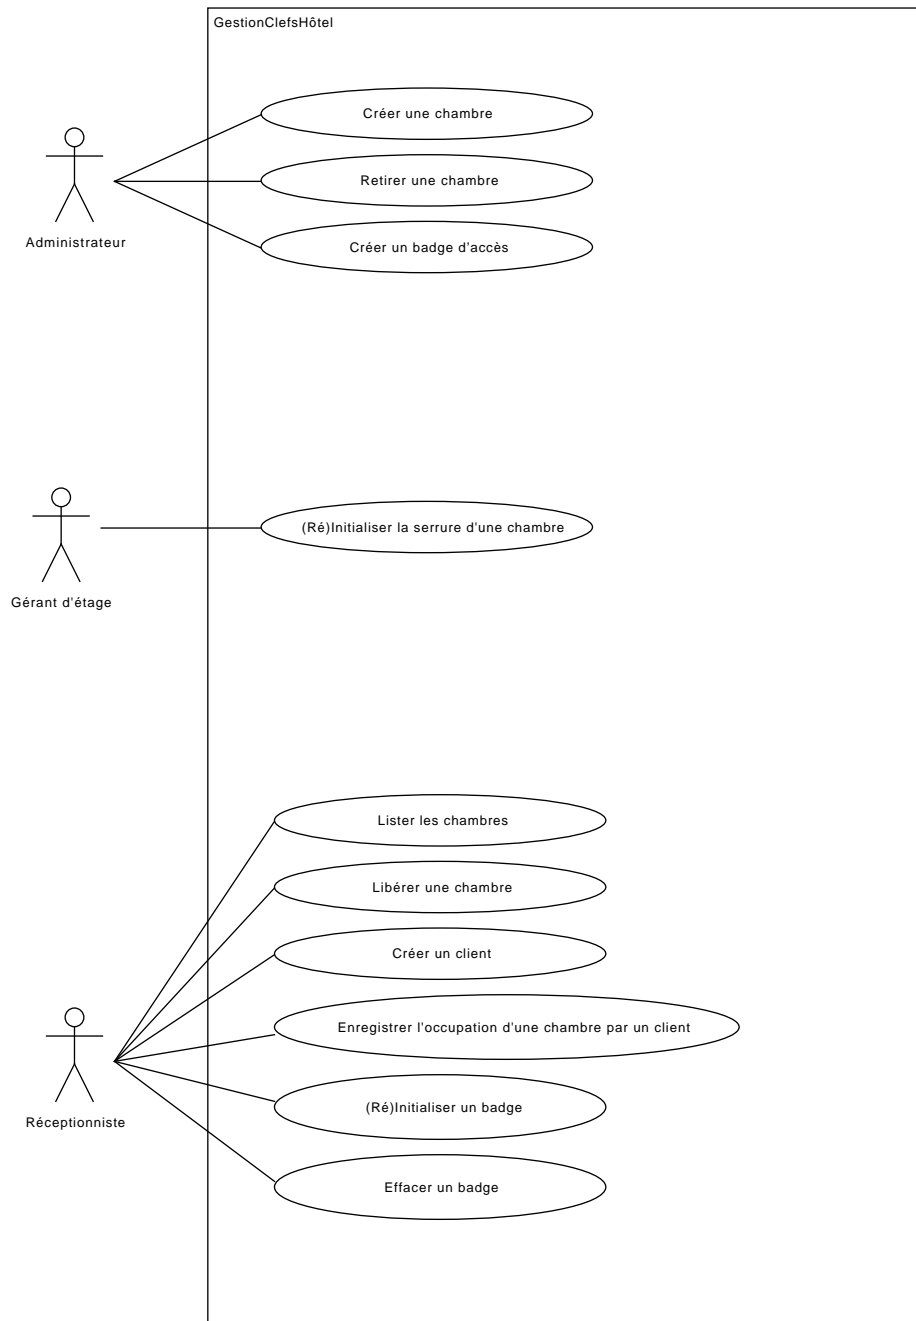 GestionClefsHôtel
Créer une chambre
Retirer une chambre
Créer un badge d'accès
Administrateur
(Ré)Initialiser la serrure d'une chambre
Gérant d'étage
Lister les chambres
Libérer une chambre
Créer un client
Enregistrer l'occupation d'une chambre par un client
(Ré)Initialiser un badge
Réceptionniste
Effacer un badge